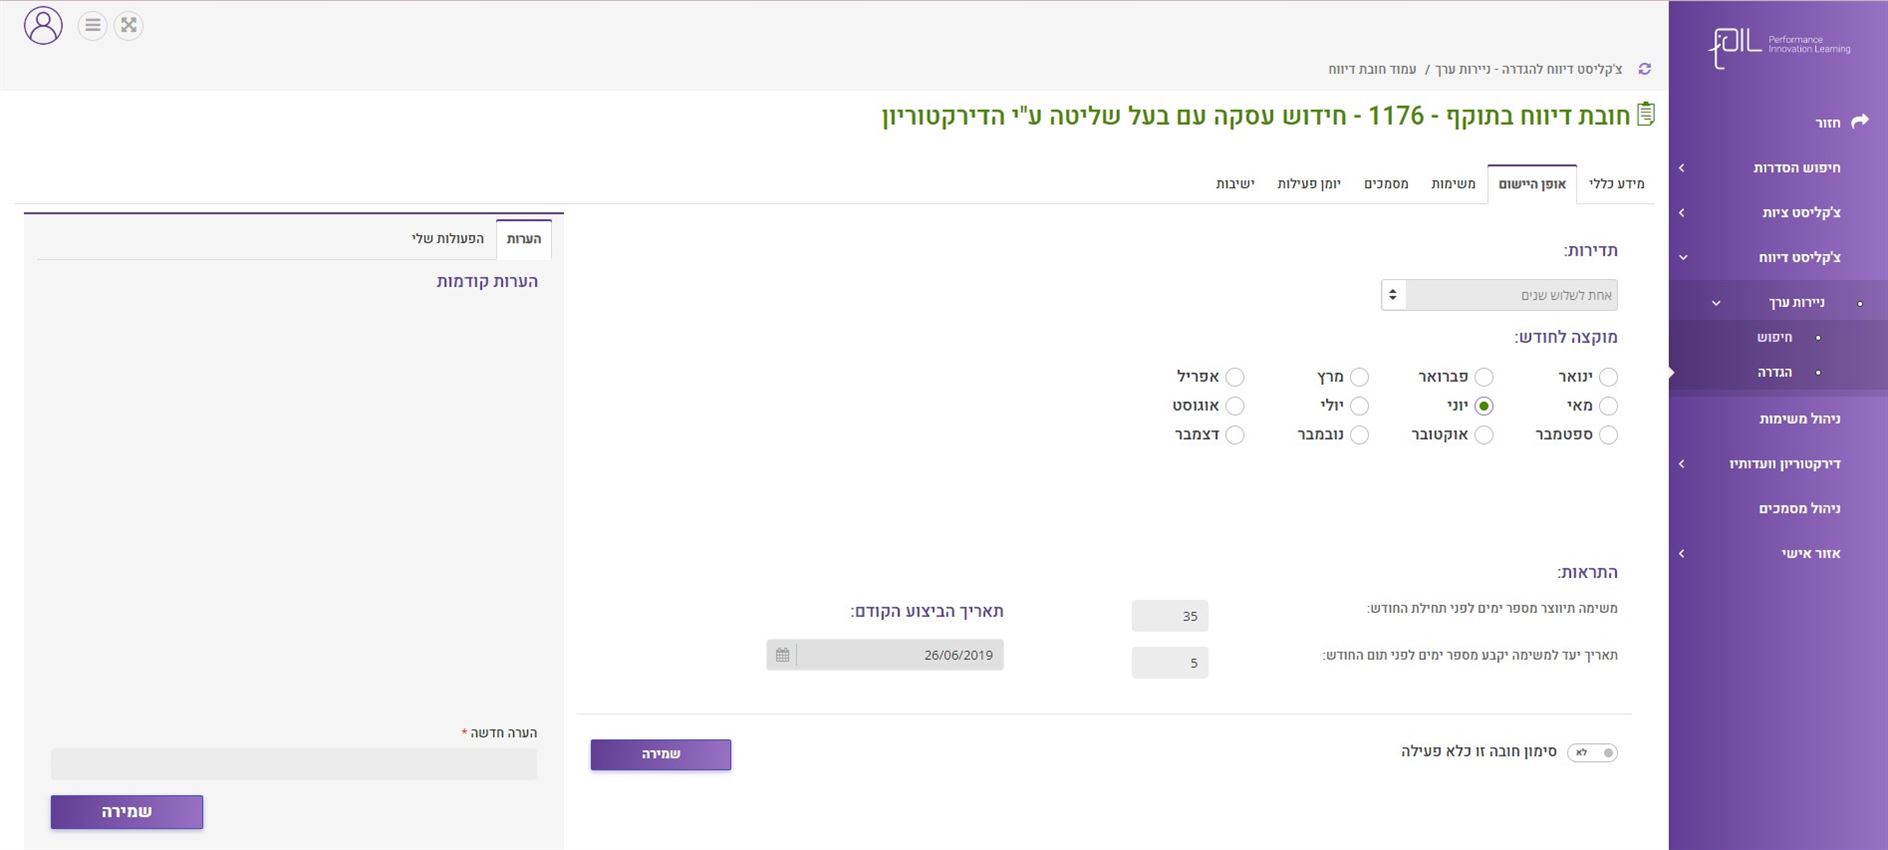 fOIL Performance
Innovation Learning
חזור
חיפוש הסדרות
צ'קליסט ציות
צ'קליסט דיווח
ניירות ערך
חיפוש
הגדרה
ניהול משימות
דירקטוריון וועדותיו
ניהול מסמכים
אזור אישי
צ'קליסט דיווח להגדרה - ניירות ערך / עמוד חובת דיווח
חובת דיווח בתוקף - 1176 - חידוש עסקה עם בעל שליטה ע"י הדירקטוריון
מידע כללי אופן היישום משימות מסמכים יומן פעילות ישיבות
תדירות:
אחת לשלוש שנים
מוקצה לחודש:
ינואר פברואר מרץ אפריל
מאי יוני יולי אוגוסט
ספטמבר אוקטובר נובמבר דצמבר
התראות:
משימה תיווצר מספר ימים לפני תחילת החודש: 35
תאריך יעד למשימה יקבע מספר ימים לפני תום החודש: 5
תאריך הביצוע הקודם:
26/06/2019
סימון חובה זו כלא פעילה
לא
שמירה
הערות הפעולות שלי
הערות קודמות
הערה חדשה *
שמירה